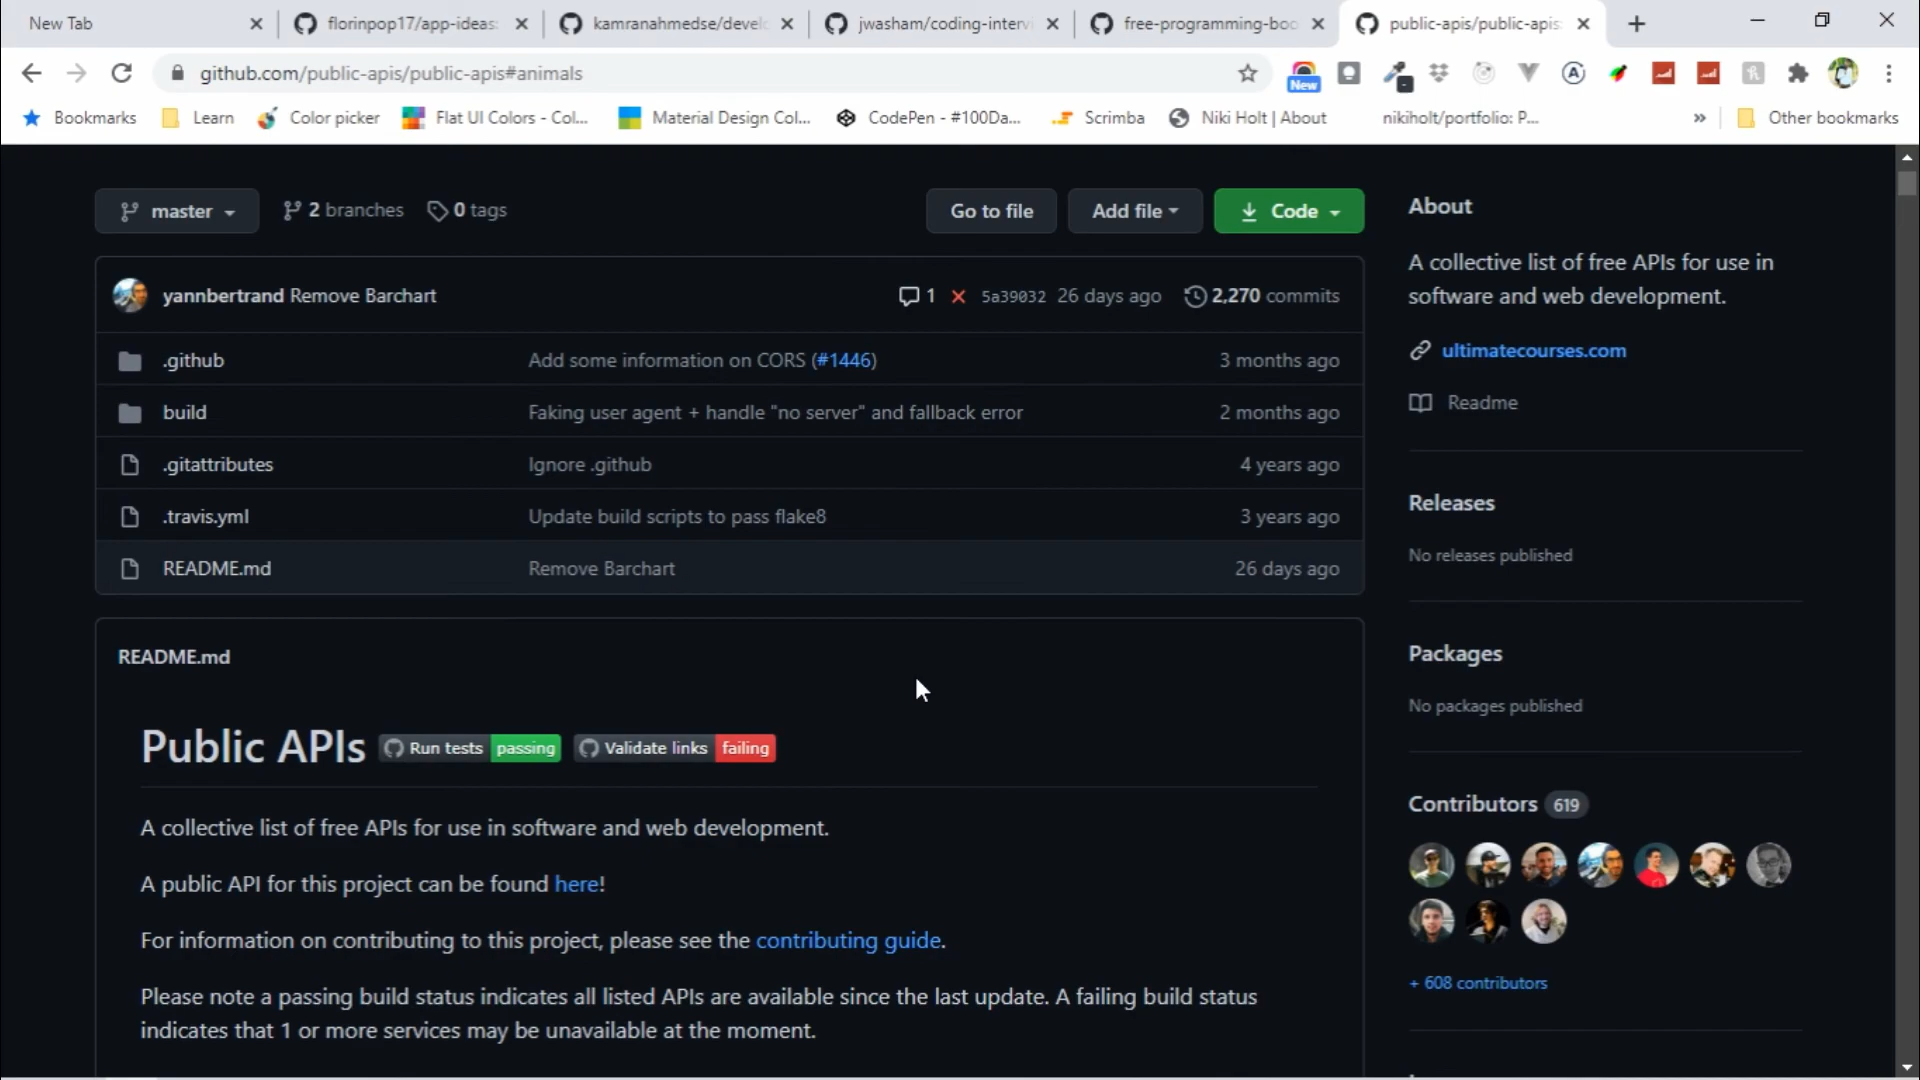 New Tab
florinpop17/app-ideas:
kamranahmedse/develo
jwasham/coding-intervi
free-programming-boo
public-apis/public-apis:
github.com/public-apis/public-apis#animals
New
Bookmarks
Learn
Color picker
Flat UI Colors - Col...
Material Design Col...
CodePen - #100Da...
Scrimba
Niki Holt | About
nikiholt/portfolio: P...
»
Other bookmarks
master
2 branches
0 tags
Go to file
Add file
Code
yannbertrand Remove Barchart
1
5a39032 26 days ago
2,270 commits
.github
Add some information on CORS (#1446)
3 months ago
build
Faking user agent + handle "no server" and fallback error
2 months ago
.gitattributes
Ignore .github
4 years ago
.travis.yml
Update build scripts to pass flake8
3 years ago
README.md
Remove Barchart
26 days ago
README.md
Public APIs
Run tests passing
Validate links failing
A collective list of free APIs for use in software and web development.
A public API for this project can be found here!
For information on contributing to this project, please see the contributing guide.
Please note a passing build status indicates all listed APIs are available since the last update. A failing build status
indicates that 1 or more services may be unavailable at the moment.
About
A collective list of free APIs for use in
software and web development.
ultimatecourses.com
Readme
Releases
No releases published
Packages
No packages published
Contributors 619
+ 608 contributors